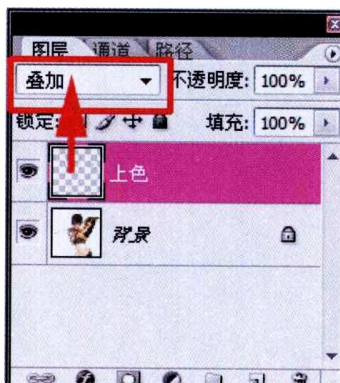 图层 通道 路径
叠加 不透明度: 100%
锁定: 填充: 100%
上色
背景